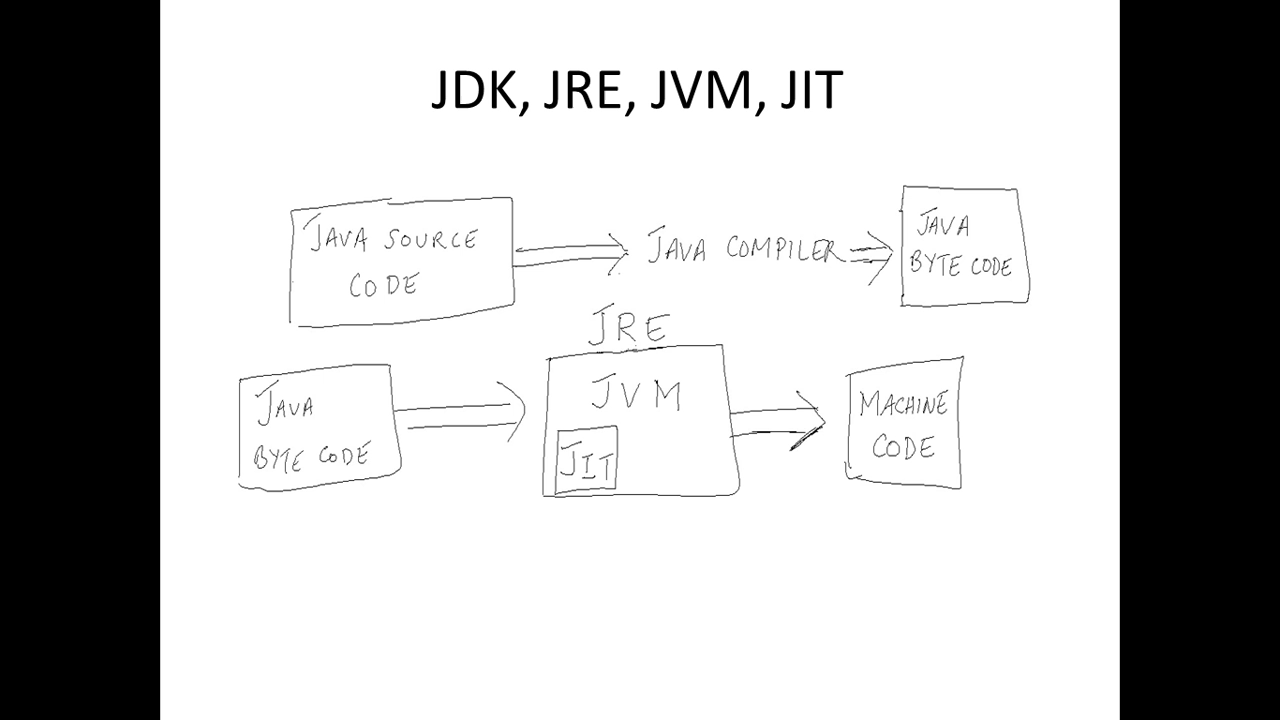 JDK, JRE, JVM, JIT
JAVA SOURCE
CODE
JAVA COMPILER
JAVA
BYTE CODE
JRE
JAVA
BYTE CODE
JVM
JIT
MACHINE
CODE